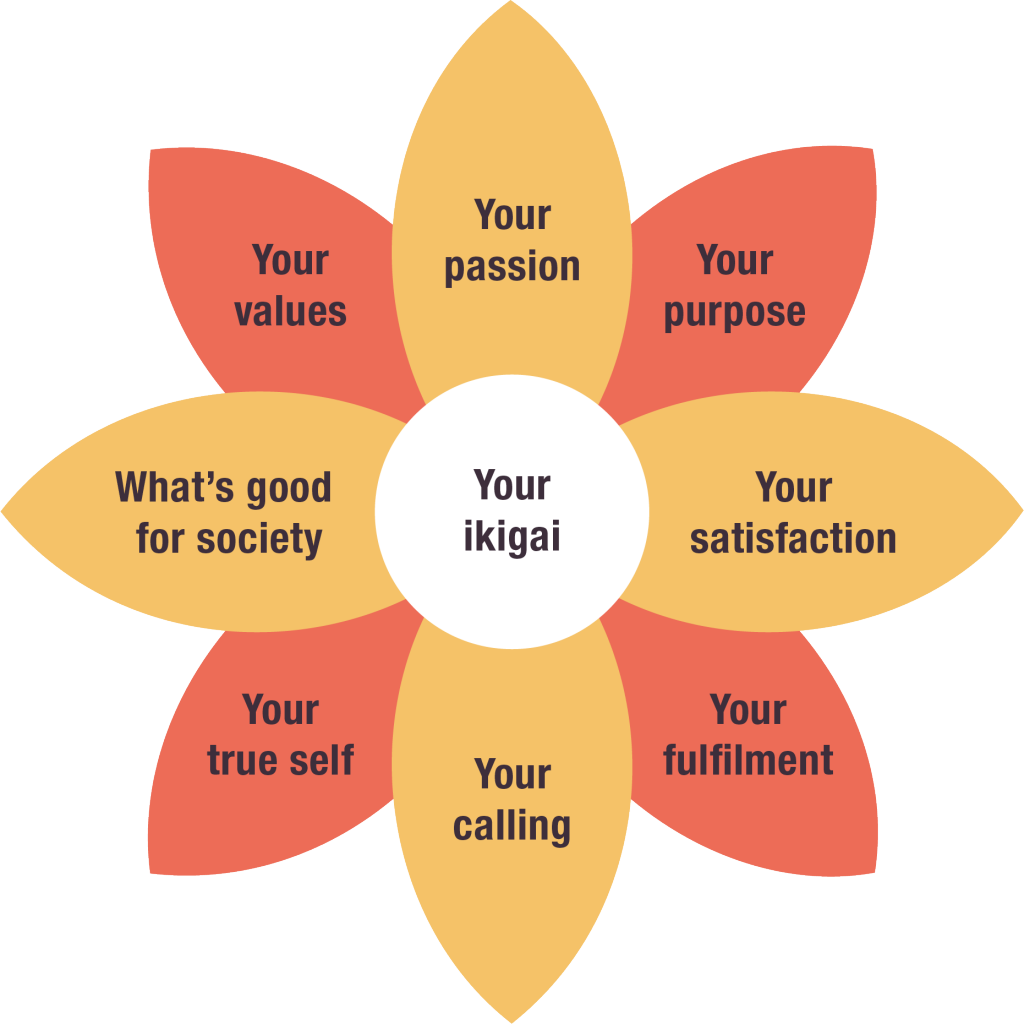 Your
passion
Your
values
Your
purpose
What’s good
for society
Your
ikigai
Your
satisfaction
Your
true self
Your
fulfilment
Your
calling